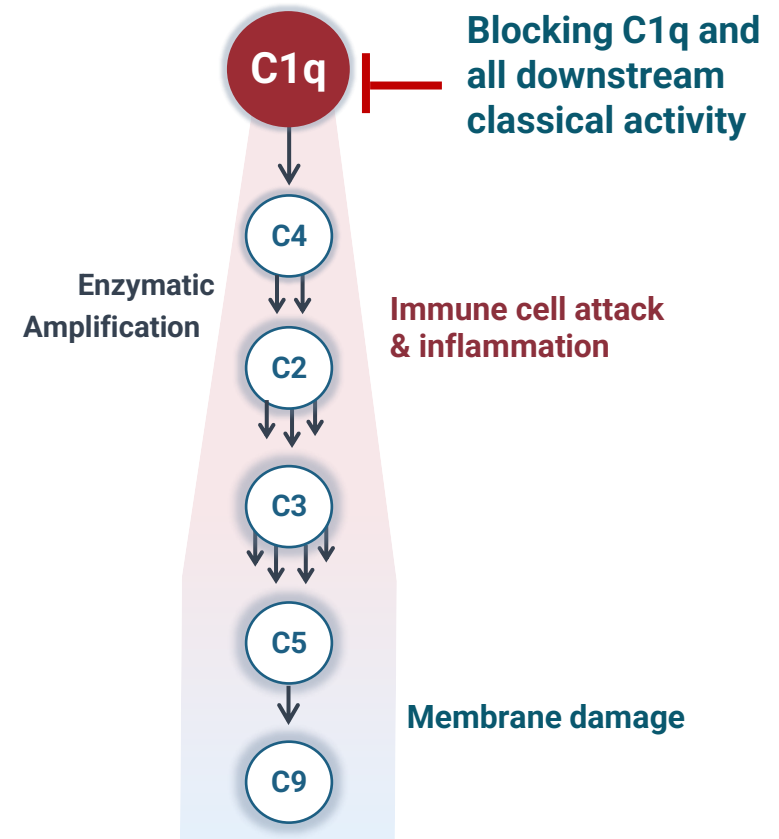 C1q
Blocking C1q and
all downstream
classical activity
C4
Enzymatic
Amplification
Immune cell attack
& inflammation
C2
C3
C5
Membrane damage
C9